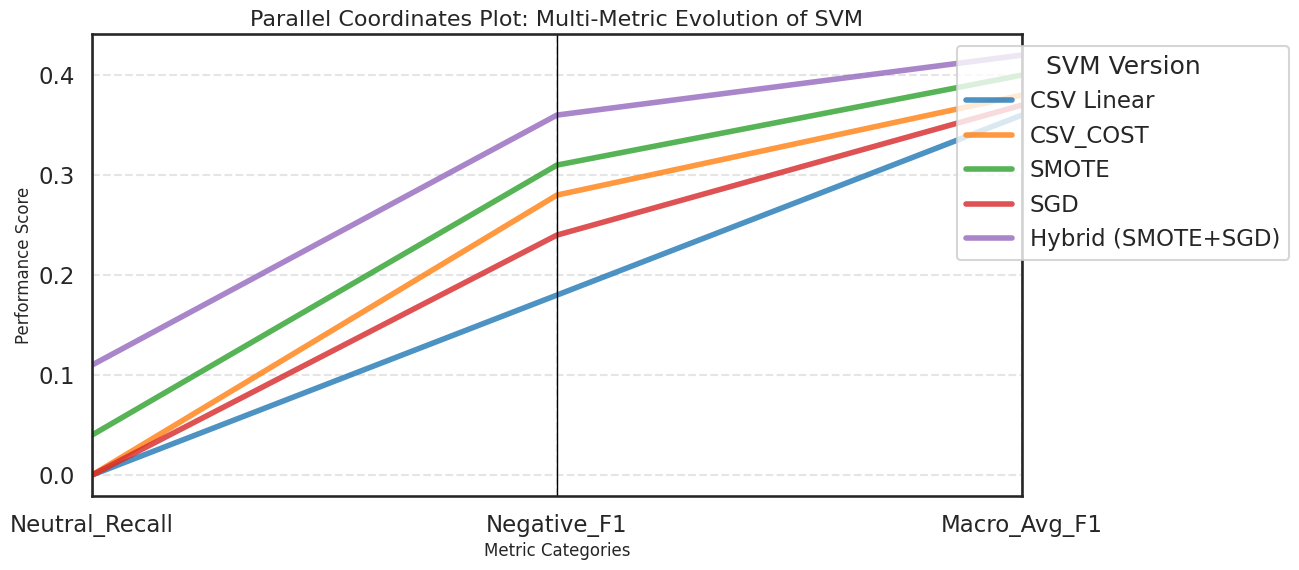 Parallel Coordinates Plot: Multi-Metric Evolution of SVM
Performance Score
0.4
0.3
0.2
0.1
0.0
Neutral_Recall
Negative_F1
Macro_Avg_F1
Metric Categories
SVM Version
CSV Linear
CSV_COST
SMOTE
SGD
Hybrid (SMOTE+SGD)